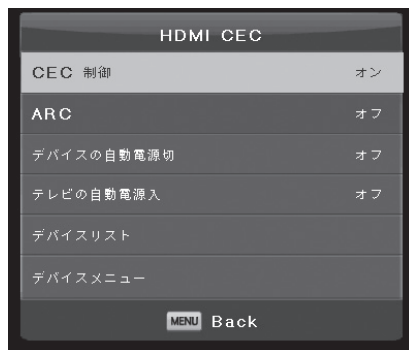 HDMI CEC
CEC 制御 オン
ARC オフ
デバイスの自動電源切 オフ
テレビの自動電源入 オフ
デバイスリスト
デバイスメニュー
MENU Back